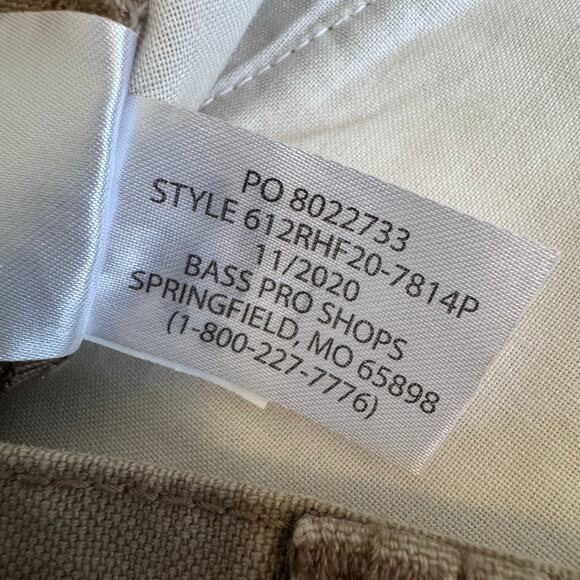 PO 8022733
STYLE 612RHF20-7814P
11/2020
BASS PRO SHOPS
SPRINGFIELD, MO 65898
(1-800-227-7776)